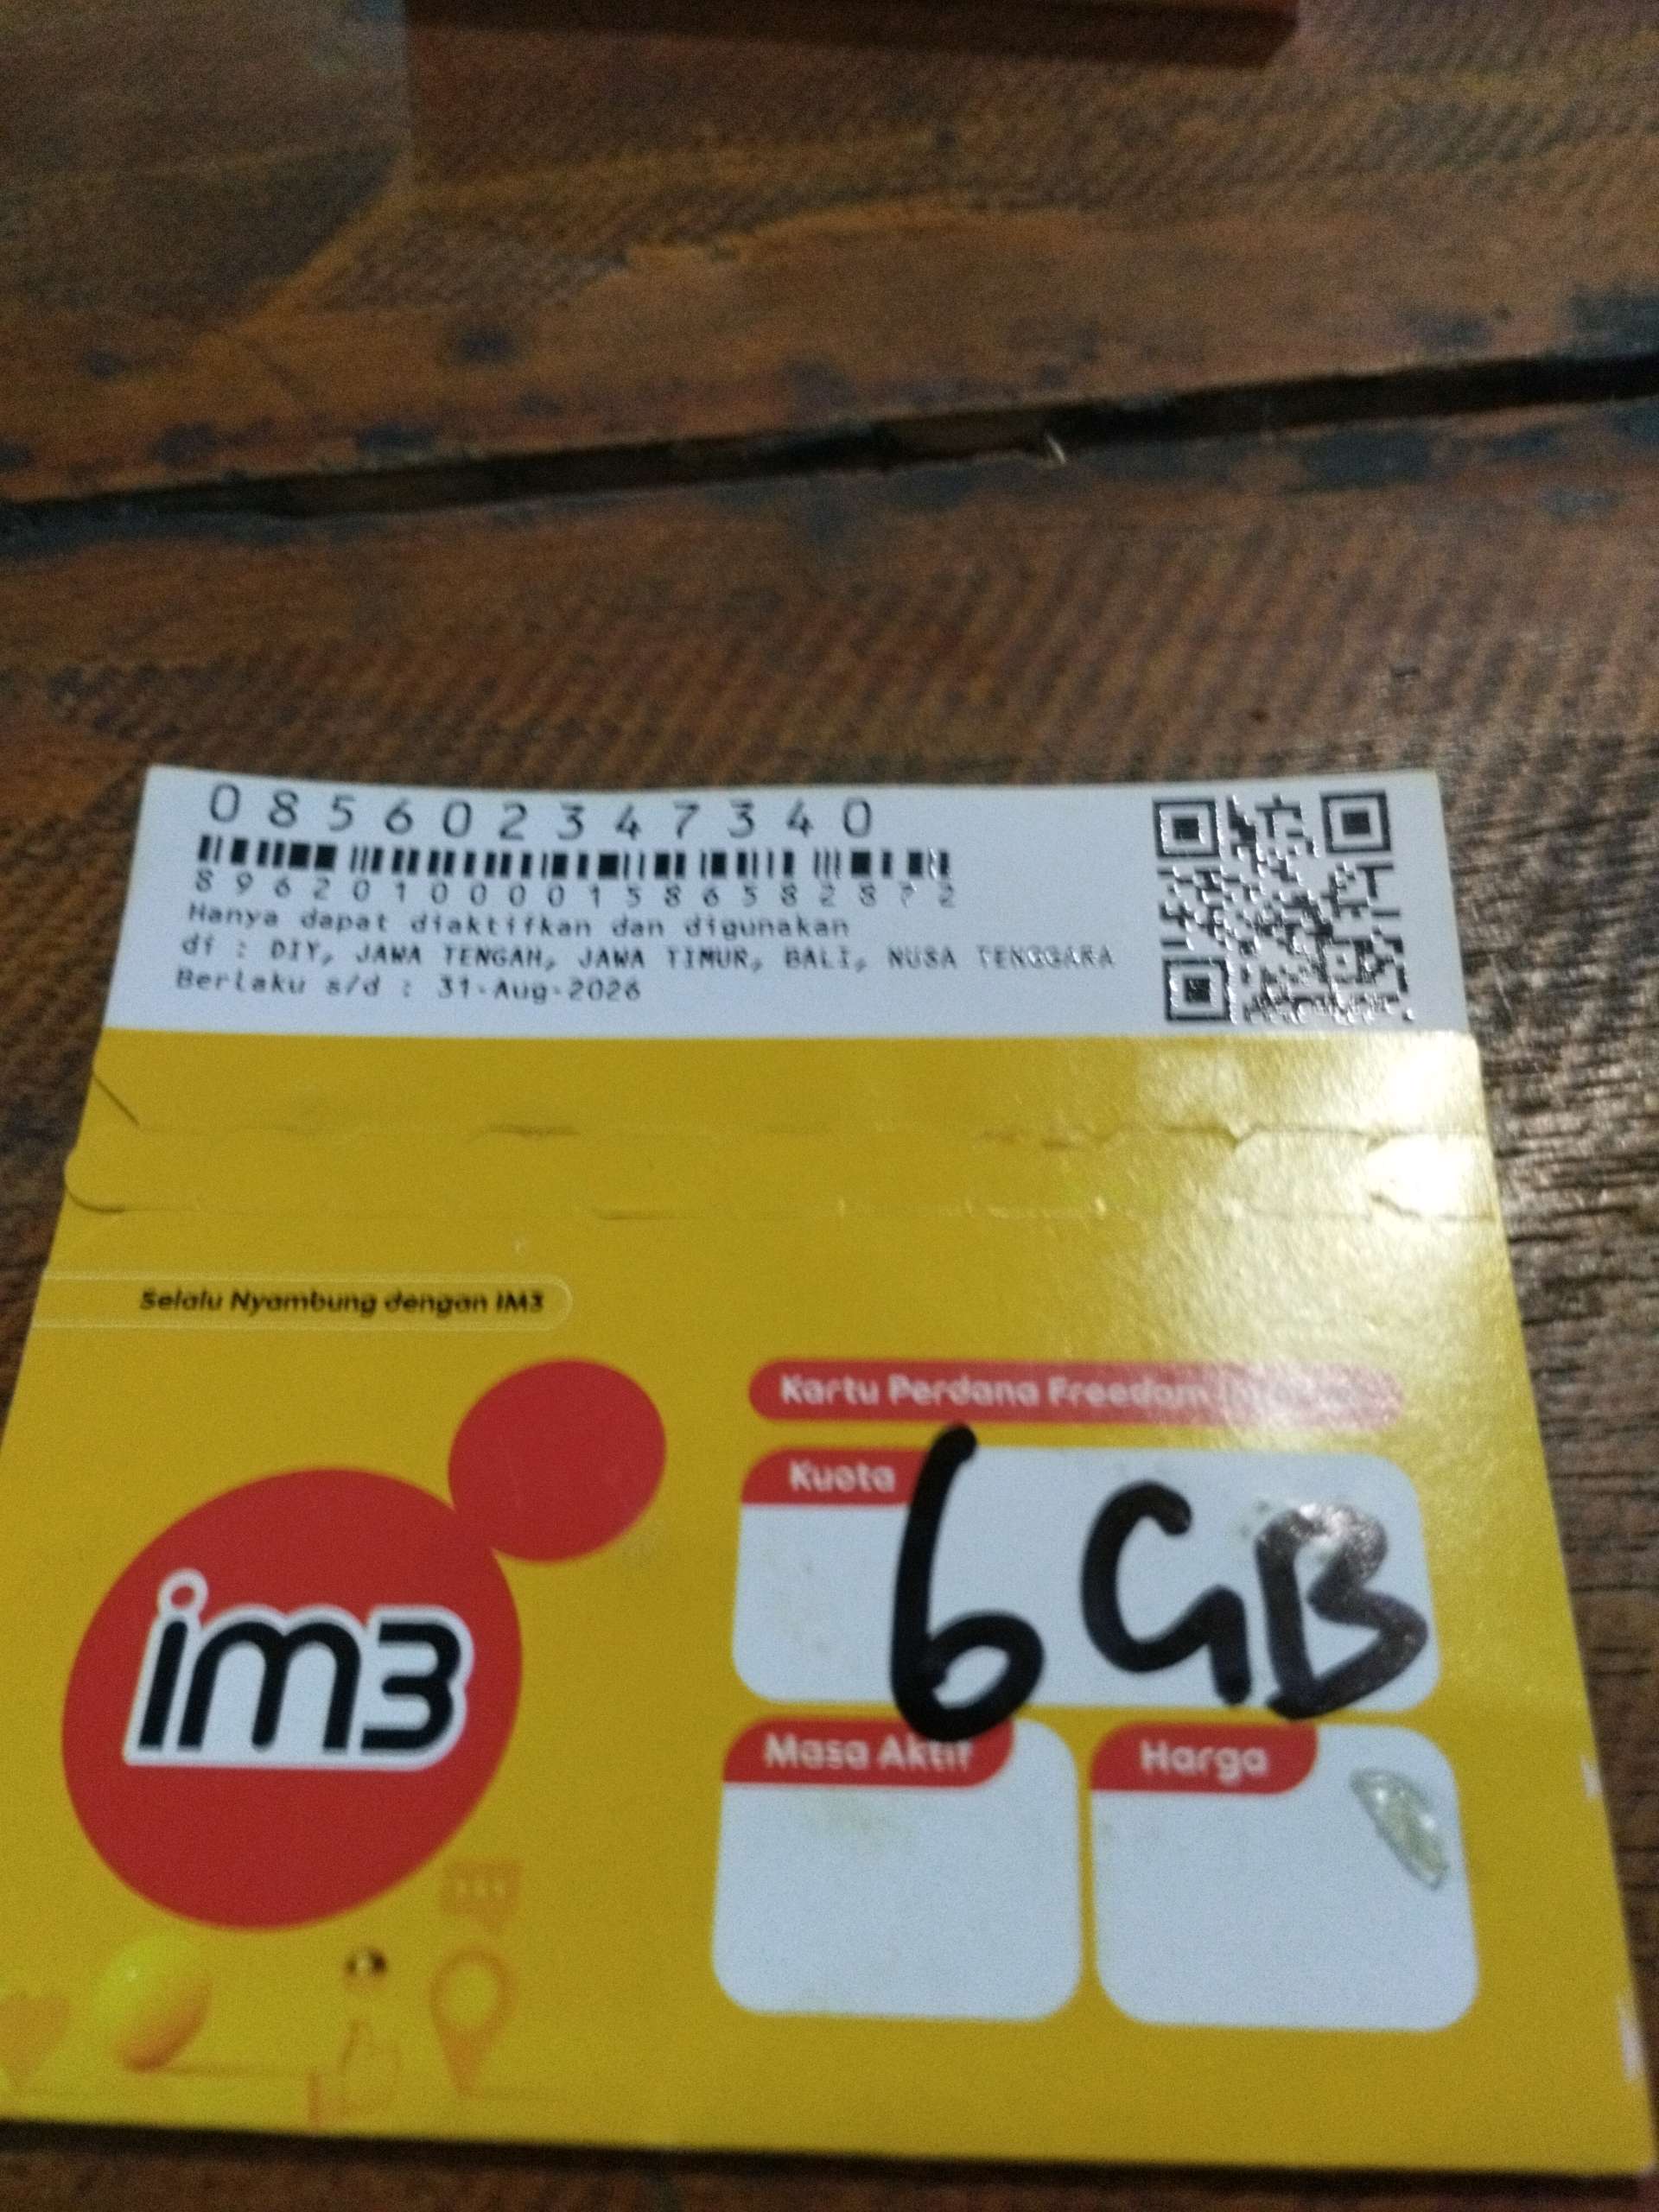 085602347340
Hanya dapat diaktifkan dan digunakan
di : DIY, JAWA TENGAH, JAWA TIMUR, BALI, NUSA TENGGARA
Berlaku s/d : 31-Aug-2026
Selalu Nyambung dengan IM3
Kartu Perdana Freedom
Kuota
6GB
im3
Masa Aktif
Harga